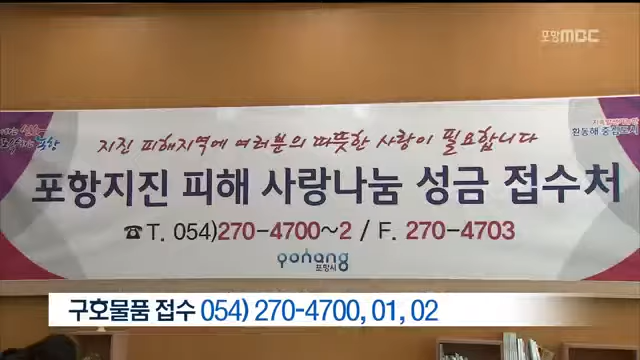 포항MBC
지진 피해지역에 여러분의 따뜻한 사랑이 필요합니다
환동해 중심도시
포항지진 피해 사랑나눔 성금 접수처
☎T. 054)270-4700~2 / F. 270-4703
pohang
포항시
구호물품 접수 054) 270-4700, 01, 02